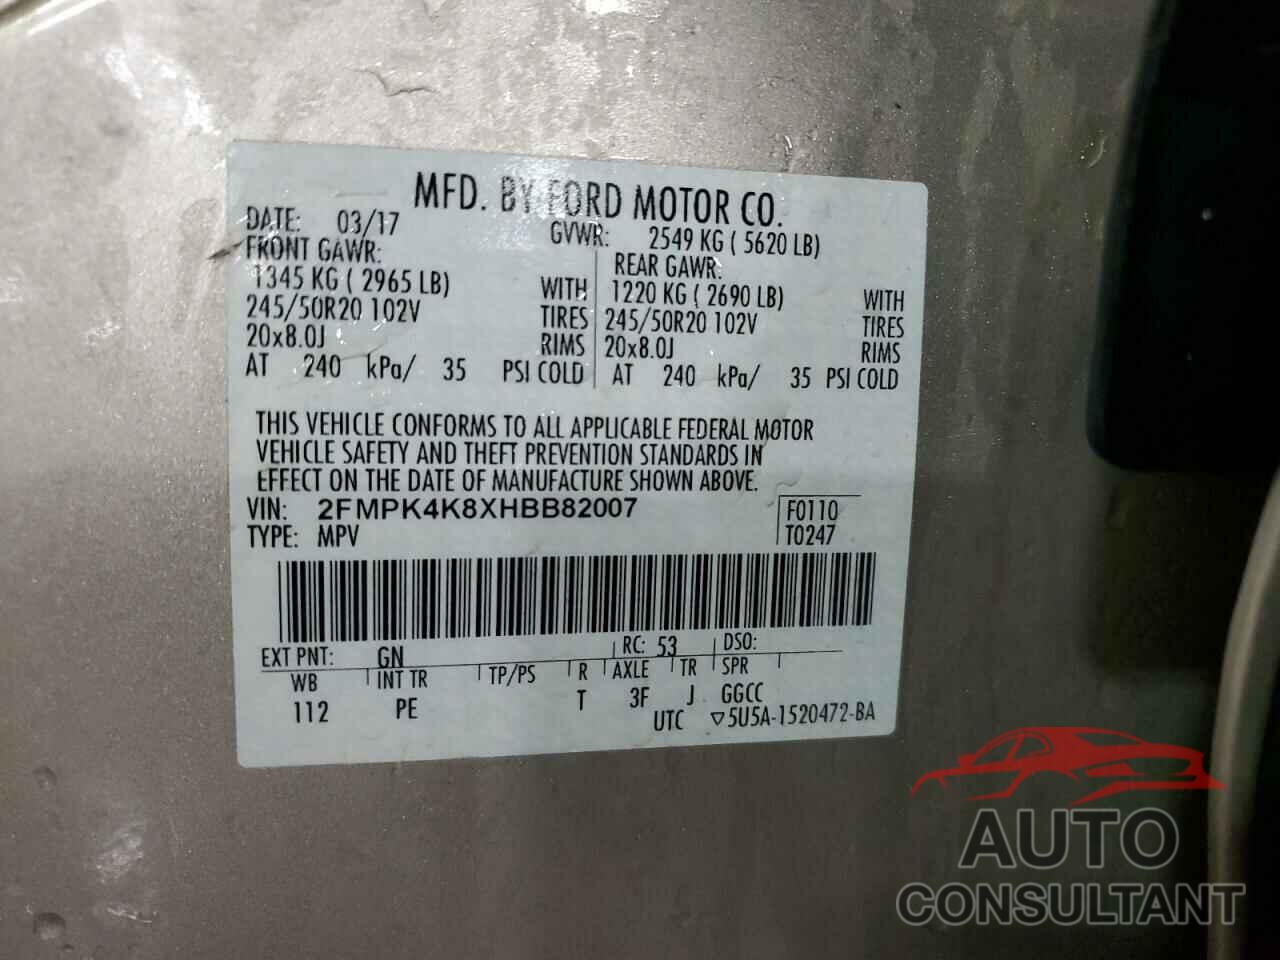 MFD. BY FORD MOTOR CO.
DATE: 03/17 GVWR: 2549 KG ( 5620 LB)
FRONT GAWR: REAR GAWR:
1345 KG ( 2965 LB) WITH 1220 KG ( 2690 LB) WITH
245/50R20 102V TIRES 245/50R20 102V TIRES
20x8.0J RIMS 20x8.0J RIMS
AT 240 kPa/ 35 PSI COLD AT 240 kPa/ 35 PSI COLD
THIS VEHICLE CONFORMS TO ALL APPLICABLE FEDERAL MOTOR
VEHICLE SAFETY AND THEFT PREVENTION STANDARDS IN
EFFECT ON THE DATE OF MANUFACTURE SHOWN ABOVE.
VIN: 2FMPK4K8XHBB82007 F0110
TYPE: MPV T0247
EXT PNT: GN RC: 53 DSO:
WB INT TR TP/PS R AXLE TR SPR
112 PE T 3F J GGCC
UTC ▽5U5A-1520472-BA
AUTO
CONSULTANT